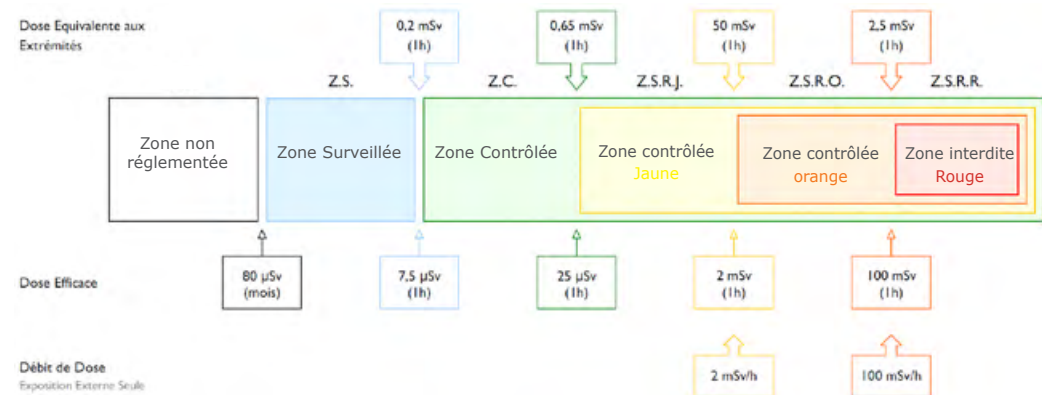 Dose Equivalente aux
Extrémités
0,2 mSv
(1h)
0,65 mSv
(1h)
50 mSv
(1h)
2,5 mSv
(1h)
Z.S.
Z.C.
Z.S.R.J.
Z.S.R.O.
Z.S.R.R.
Zone non
réglementée
Zone Surveillée
Zone Contrôlée
Zone contrôlée
Jaune
Zone contrôlée
orange
Zone interdite
Rouge
Dose Efficace
80 µSv
(mois)
7,5 µSv
(1h)
25 µSv
(1h)
2 mSv
(1h)
100 mSv
(1h)
Débit de Dose
Exposition Externe Seule
2 mSv/h
100 mSv/h